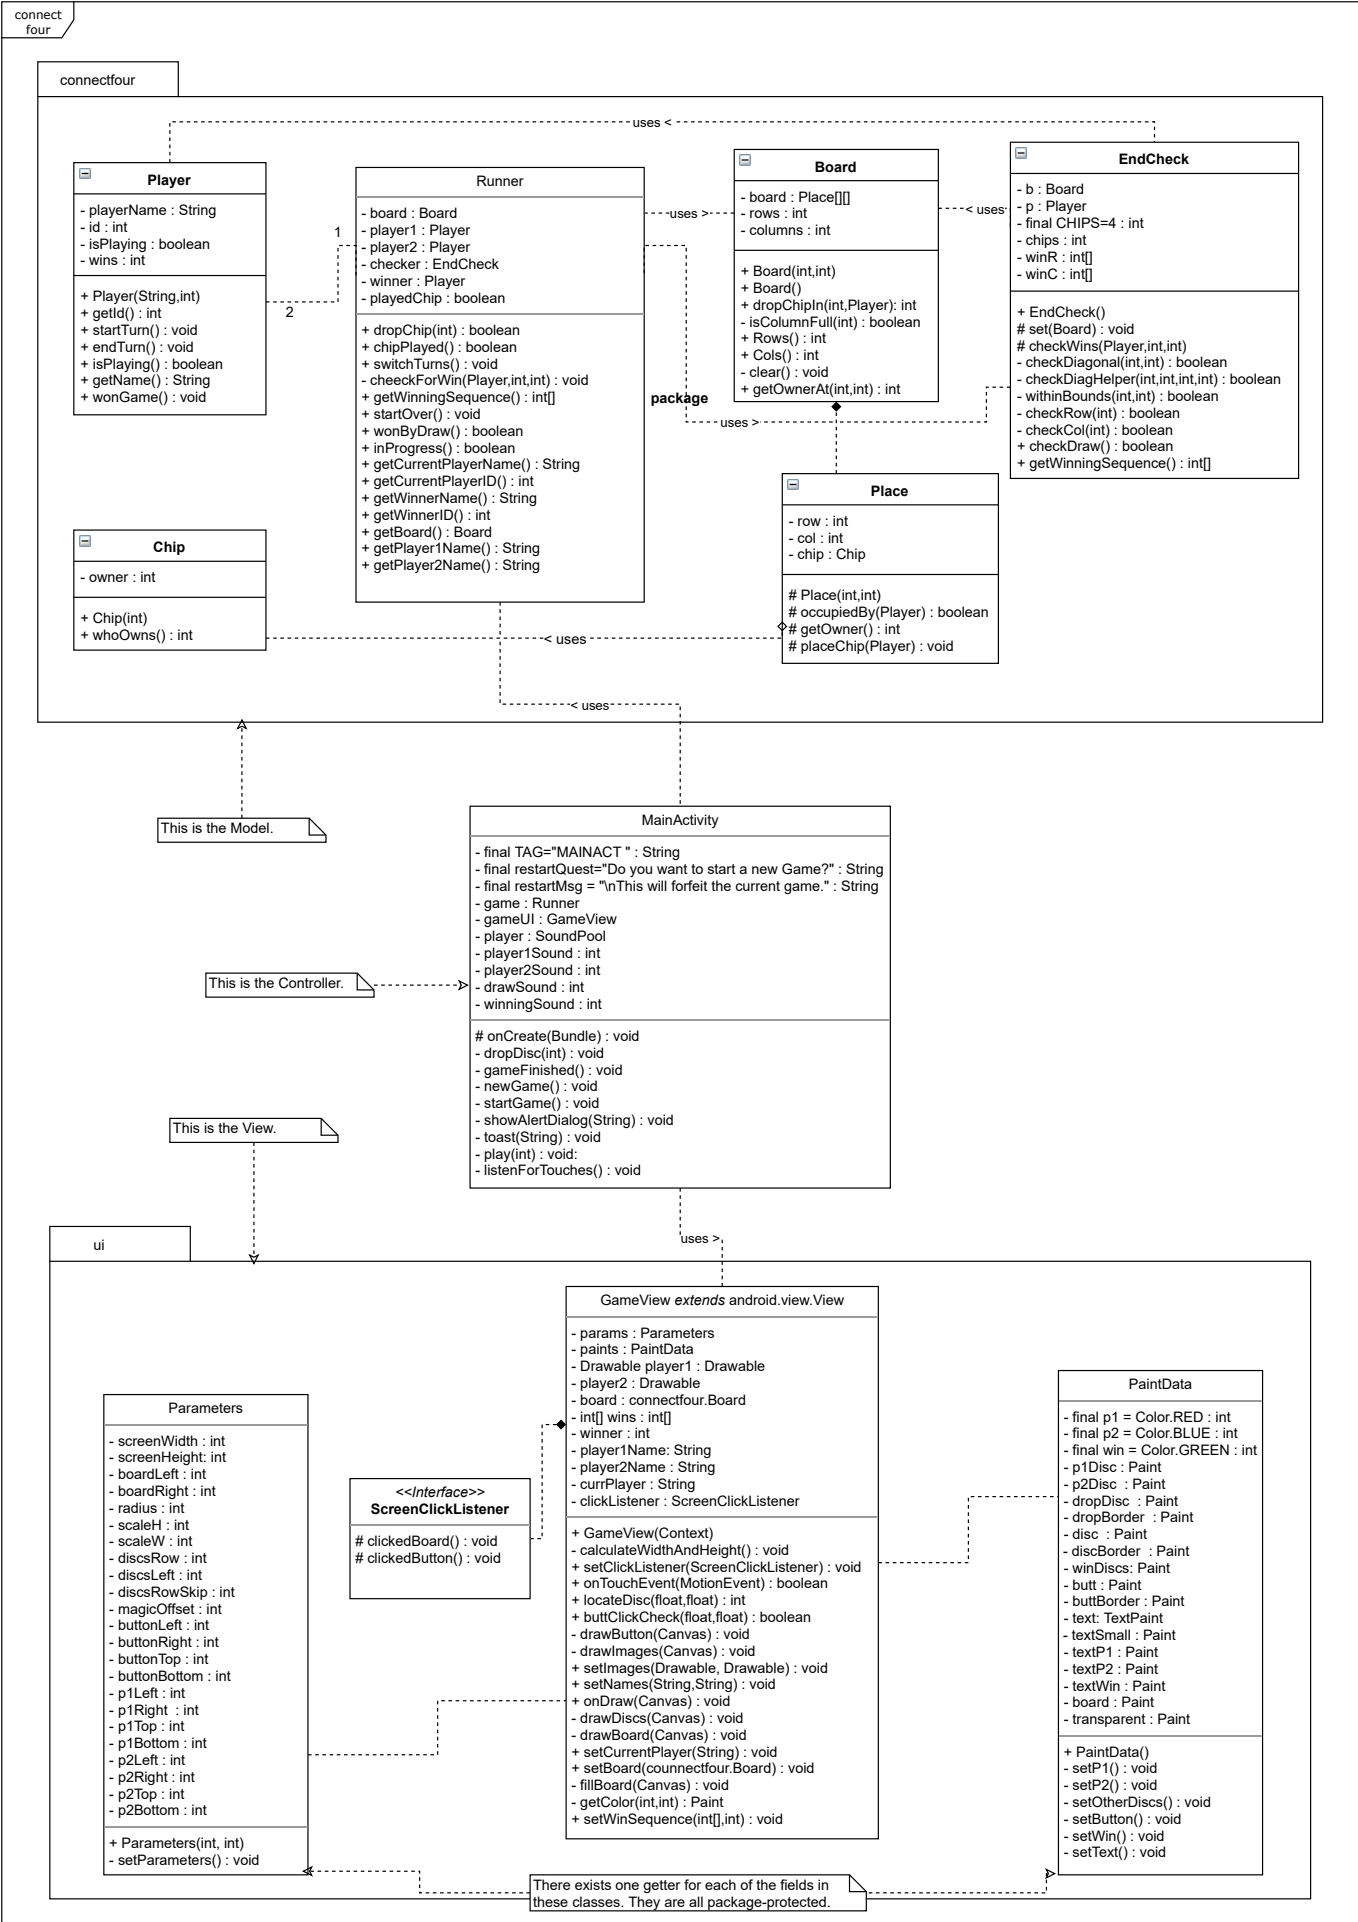 connect
four
connectfour
uses <
Player
- playerName : String
- id : int
- isPlaying : boolean
- wins : int
+ Player(String,int)
+ getId() : int
+ startTurn() : void
+ endTurn() : void
+ isPlaying() : boolean
+ getName() : String
+ wonGame() : void
1
2
Runner
- board : Board
- player1 : Player
- player2 : Player
- checker : EndCheck
- winner : Player
- playedChip : boolean
+ dropChip(int) : boolean
+ chipPlayed() : boolean
+ switchTurns() : void
- cheeckForWin(Player,int,int) : void
+ getWinningSequence() : int[]
+ startOver() : void
+ wonByDraw() : boolean
+ inProgress() : boolean
+ getCurrentPlayerName() : String
+ getCurrentPlayerID() : int
+ getWinnerName() : String
+ getWinnerID() : int
+ getBoard() : Board
+ getPlayer1Name() : String
+ getPlayer2Name() : String
uses >
package
uses >
Board
- board : Place[][]
- rows : int
- columns : int
+ Board(int,int)
+ Board()
+ dropChipIn(int,Player): int
- isColumnFull(int) : boolean
+ Rows() : int
+ Cols() : int
- clear() : void
+ getOwnerAt(int,int) : int
< uses
EndCheck
- b : Board
- p : Player
- final CHIPS=4 : int
- chips : int
- winR : int[]
- winC : int[]
+ EndCheck()
# set(Board) : void
# checkWins(Player,int,int)
- checkDiagonal(int,int) : boolean
- checkDiagHelper(int,int,int,int) : boolean
- withinBounds(int,int) : boolean
- checkRow(int) : boolean
- checkCol(int) : boolean
+ checkDraw() : boolean
+ getWinningSequence() : int[]
Place
- row : int
- col : int
- chip : Chip
# Place(int,int)
# occupiedBy(Player) : boolean
# getOwner() : int
# placeChip(Player) : void
Chip
- owner : int
+ Chip(int)
+ whoOwns() : int
< uses
< uses
This is the Model.
MainActivity
- final TAG="MAINACT " : String
- final restartQuest="Do you want to start a new Game?" : String
- final restartMsg = "\nThis will forfeit the current game." : String
- game : Runner
- gameUI : GameView
- player : SoundPool
- player1Sound : int
- player2Sound : int
- drawSound : int
- winningSound : int
# onCreate(Bundle) : void
- dropDisc(int) : void
- gameFinished() : void
- newGame() : void
- startGame() : void
- showAlertDialog(String) : void
- toast(String) : void
- play(int) : void:
- listenForTouches() : void
This is the Controller.
This is the View.
uses >
ui
GameView extends android.view.View
- params : Parameters
- paints : PaintData
- Drawable player1 : Drawable
- player2 : Drawable
- board : connectfour.Board
- int[] wins : int[]
- winner : int
- player1Name: String
- player2Name : String
- currPlayer : String
- clickListener : ScreenClickListener
+ GameView(Context)
- calculateWidthAndHeight() : void
+ setClickListener(ScreenClickListener) : void
+ onTouchEvent(MotionEvent) : boolean
+ locateDisc(float,float) : int
+ buttClickCheck(float,float) : boolean
- drawButton(Canvas) : void
- drawImages(Canvas) : void
+ setImages(Drawable, Drawable) : void
+ setNames(String,String) : void
+ onDraw(Canvas) : void
- drawDiscs(Canvas) : void
- drawBoard(Canvas) : void
+ setCurrentPlayer(String) : void
+ setBoard(counnectfour.Board) : void
- fillBoard(Canvas) : void
- getColor(int,int) : Paint
+ setWinSequence(int[],int) : void
Parameters
- screenWidth : int
- screenHeight: int
- boardLeft : int
- boardRight : int
- radius : int
- scaleH : int
- scaleW : int
- discsRow : int
- discsLeft : int
- discsRowSkip : int
- magicOffset : int
- buttonLeft : int
- buttonRight : int
- buttonTop : int
- buttonBottom : int
- p1Left : int
- p1Right : int
- p1Top : int
- p1Bottom : int
- p2Left : int
- p2Right : int
- p2Top : int
- p2Bottom : int
+ Parameters(int, int)
- setParameters() : void
<<Interface>>
ScreenClickListener
# clickedBoard() : void
# clickedButton() : void
PaintData
- final p1 = Color.RED : int
- final p2 = Color.BLUE : int
- final win = Color.GREEN : int
- p1Disc : Paint
- p2Disc : Paint
- dropDisc : Paint
- dropBorder : Paint
- disc : Paint
- discBorder : Paint
- winDiscs: Paint
- butt : Paint
- buttBorder : Paint
- text: TextPaint
- textSmall : Paint
- textP1 : Paint
- textP2 : Paint
- textWin : Paint
- board : Paint
- transparent : Paint
+ PaintData()
- setP1() : void
- setP2() : void
- setOtherDiscs() : void
- setButton() : void
- setWin() : void
- setText() : void
There exists one getter for each of the fields in
these classes. They are all package-protected.